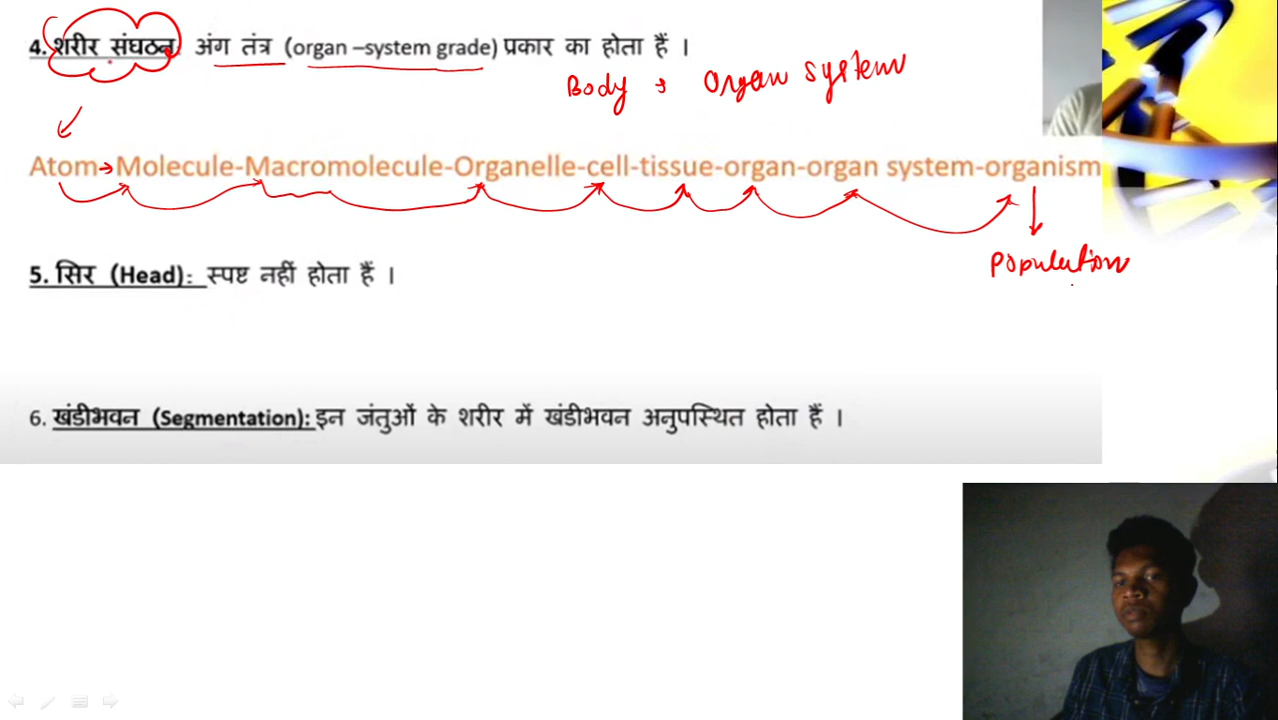 4. शरीर संघठन अंग तंत्र (organ –system grade) प्रकार का होता हैं ।
Body → Organ system
Atom→Molecule-Macromolecule-Organelle-cell-tissue-organ-organ system-organism
Population
5. सिर (Head): स्पष्ट नहीं होता हैं ।
6. खंडीभवन (Segmentation): इन जंतुओं के शरीर में खंडीभवन अनुपस्थित होता हैं ।